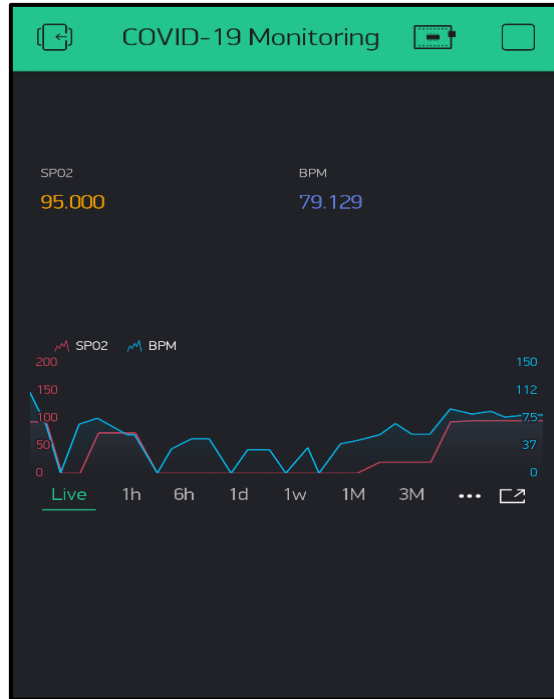 COVID-19 Monitoring
SPO2 BPM
95.000 79.129
SPO2 BPM
200 150
150 112
100 75
50 37
0 0
Live 1h 6h 1d 1w 1M 3M ...